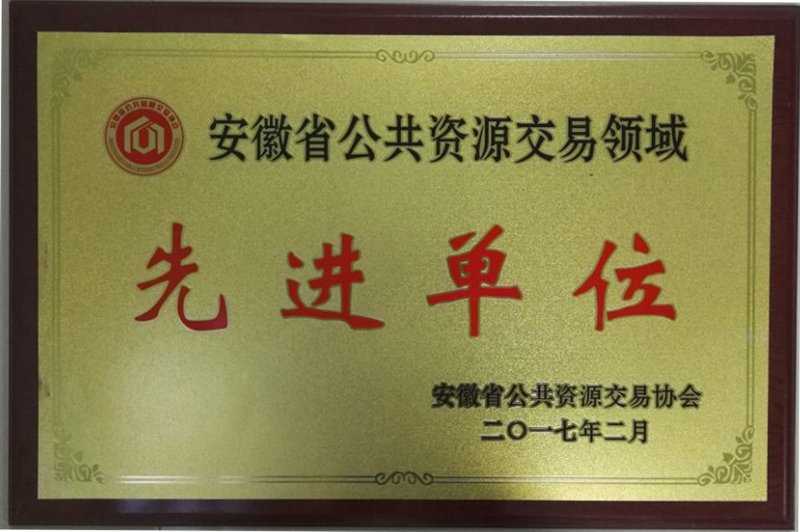 安徽省公共资源交易领域
先进单位
安徽省公共资源交易协会
二〇一七年二月